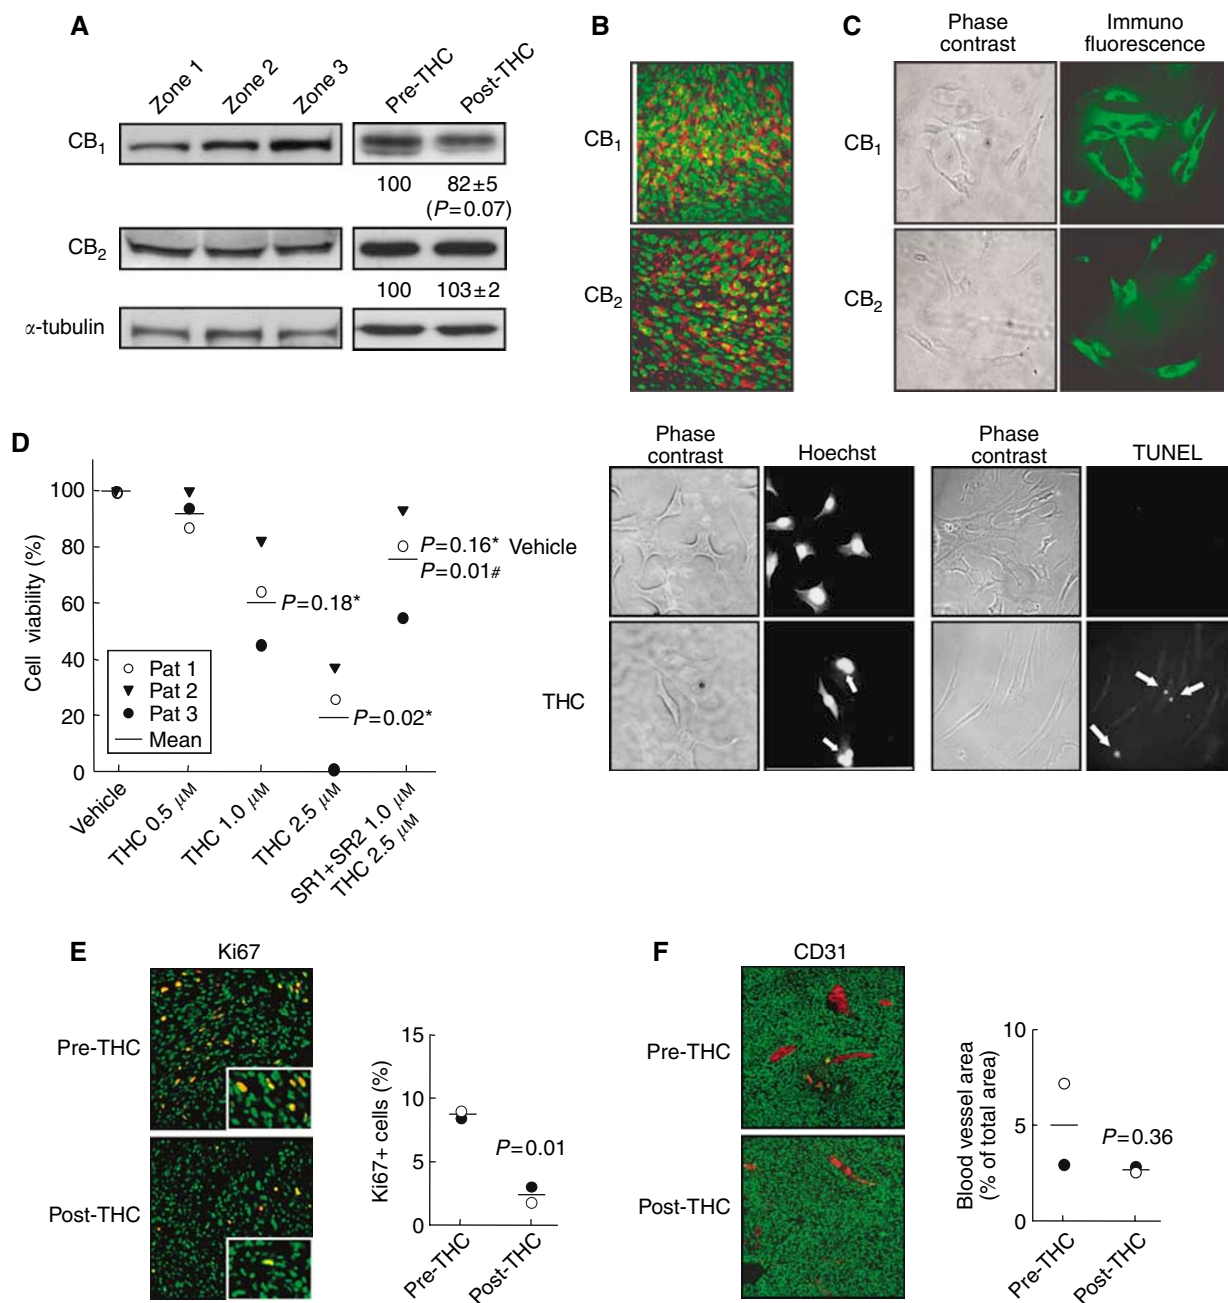 A
Zone 1
Zone 2
Zone 3
Pre-THC
Post-THC
CB1
100
82±5
(P=0.07)
CB2
100
103±2
α-tubulin
B
CB1
CB2
C
Phase
contrast
Immuno
fluorescence
CB1
CB2
D
Cell viability (%)
100
80
60
40
20
0
Pat 1
Pat 2
Pat 3
Mean
P=0.18*
P=0.02*
P=0.16*
P=0.01#
Vehicle
THC 0.5 μM
THC 1.0 μM
THC 2.5 μM
SR1+SR2 1.0 μM
THC 2.5 μM
Phase
contrast
Hoechst
Phase
contrast
TUNEL
Vehicle
THC
E
Ki67
Pre-THC
Post-THC
Ki67+ cells (%)
15
10
5
0
P=0.01
Pre-THC
Post-THC
F
CD31
Pre-THC
Post-THC
Blood vessel area
(% of total area)
10
5
0
P=0.36
Pre-THC
Post-THC